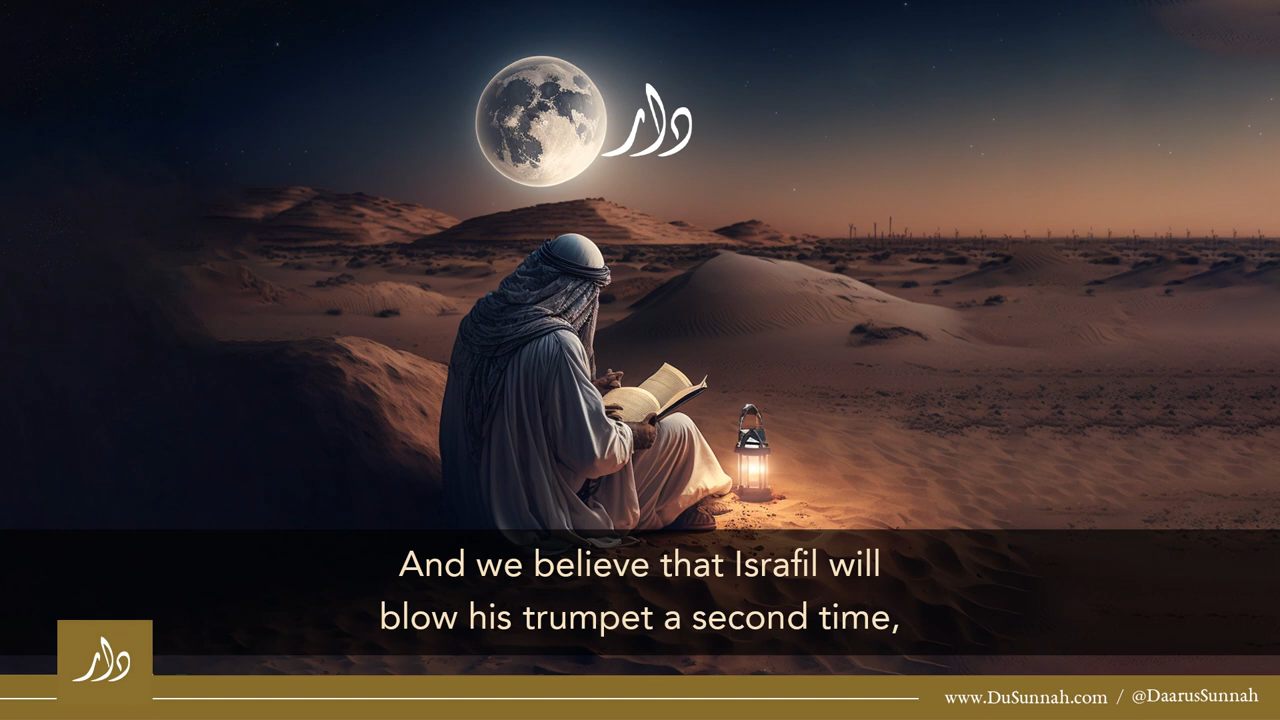 دار
And we believe that Israfil will
blow his trumpet a second time,
دار
www.DuSunnah.com / @DaarusSunnah